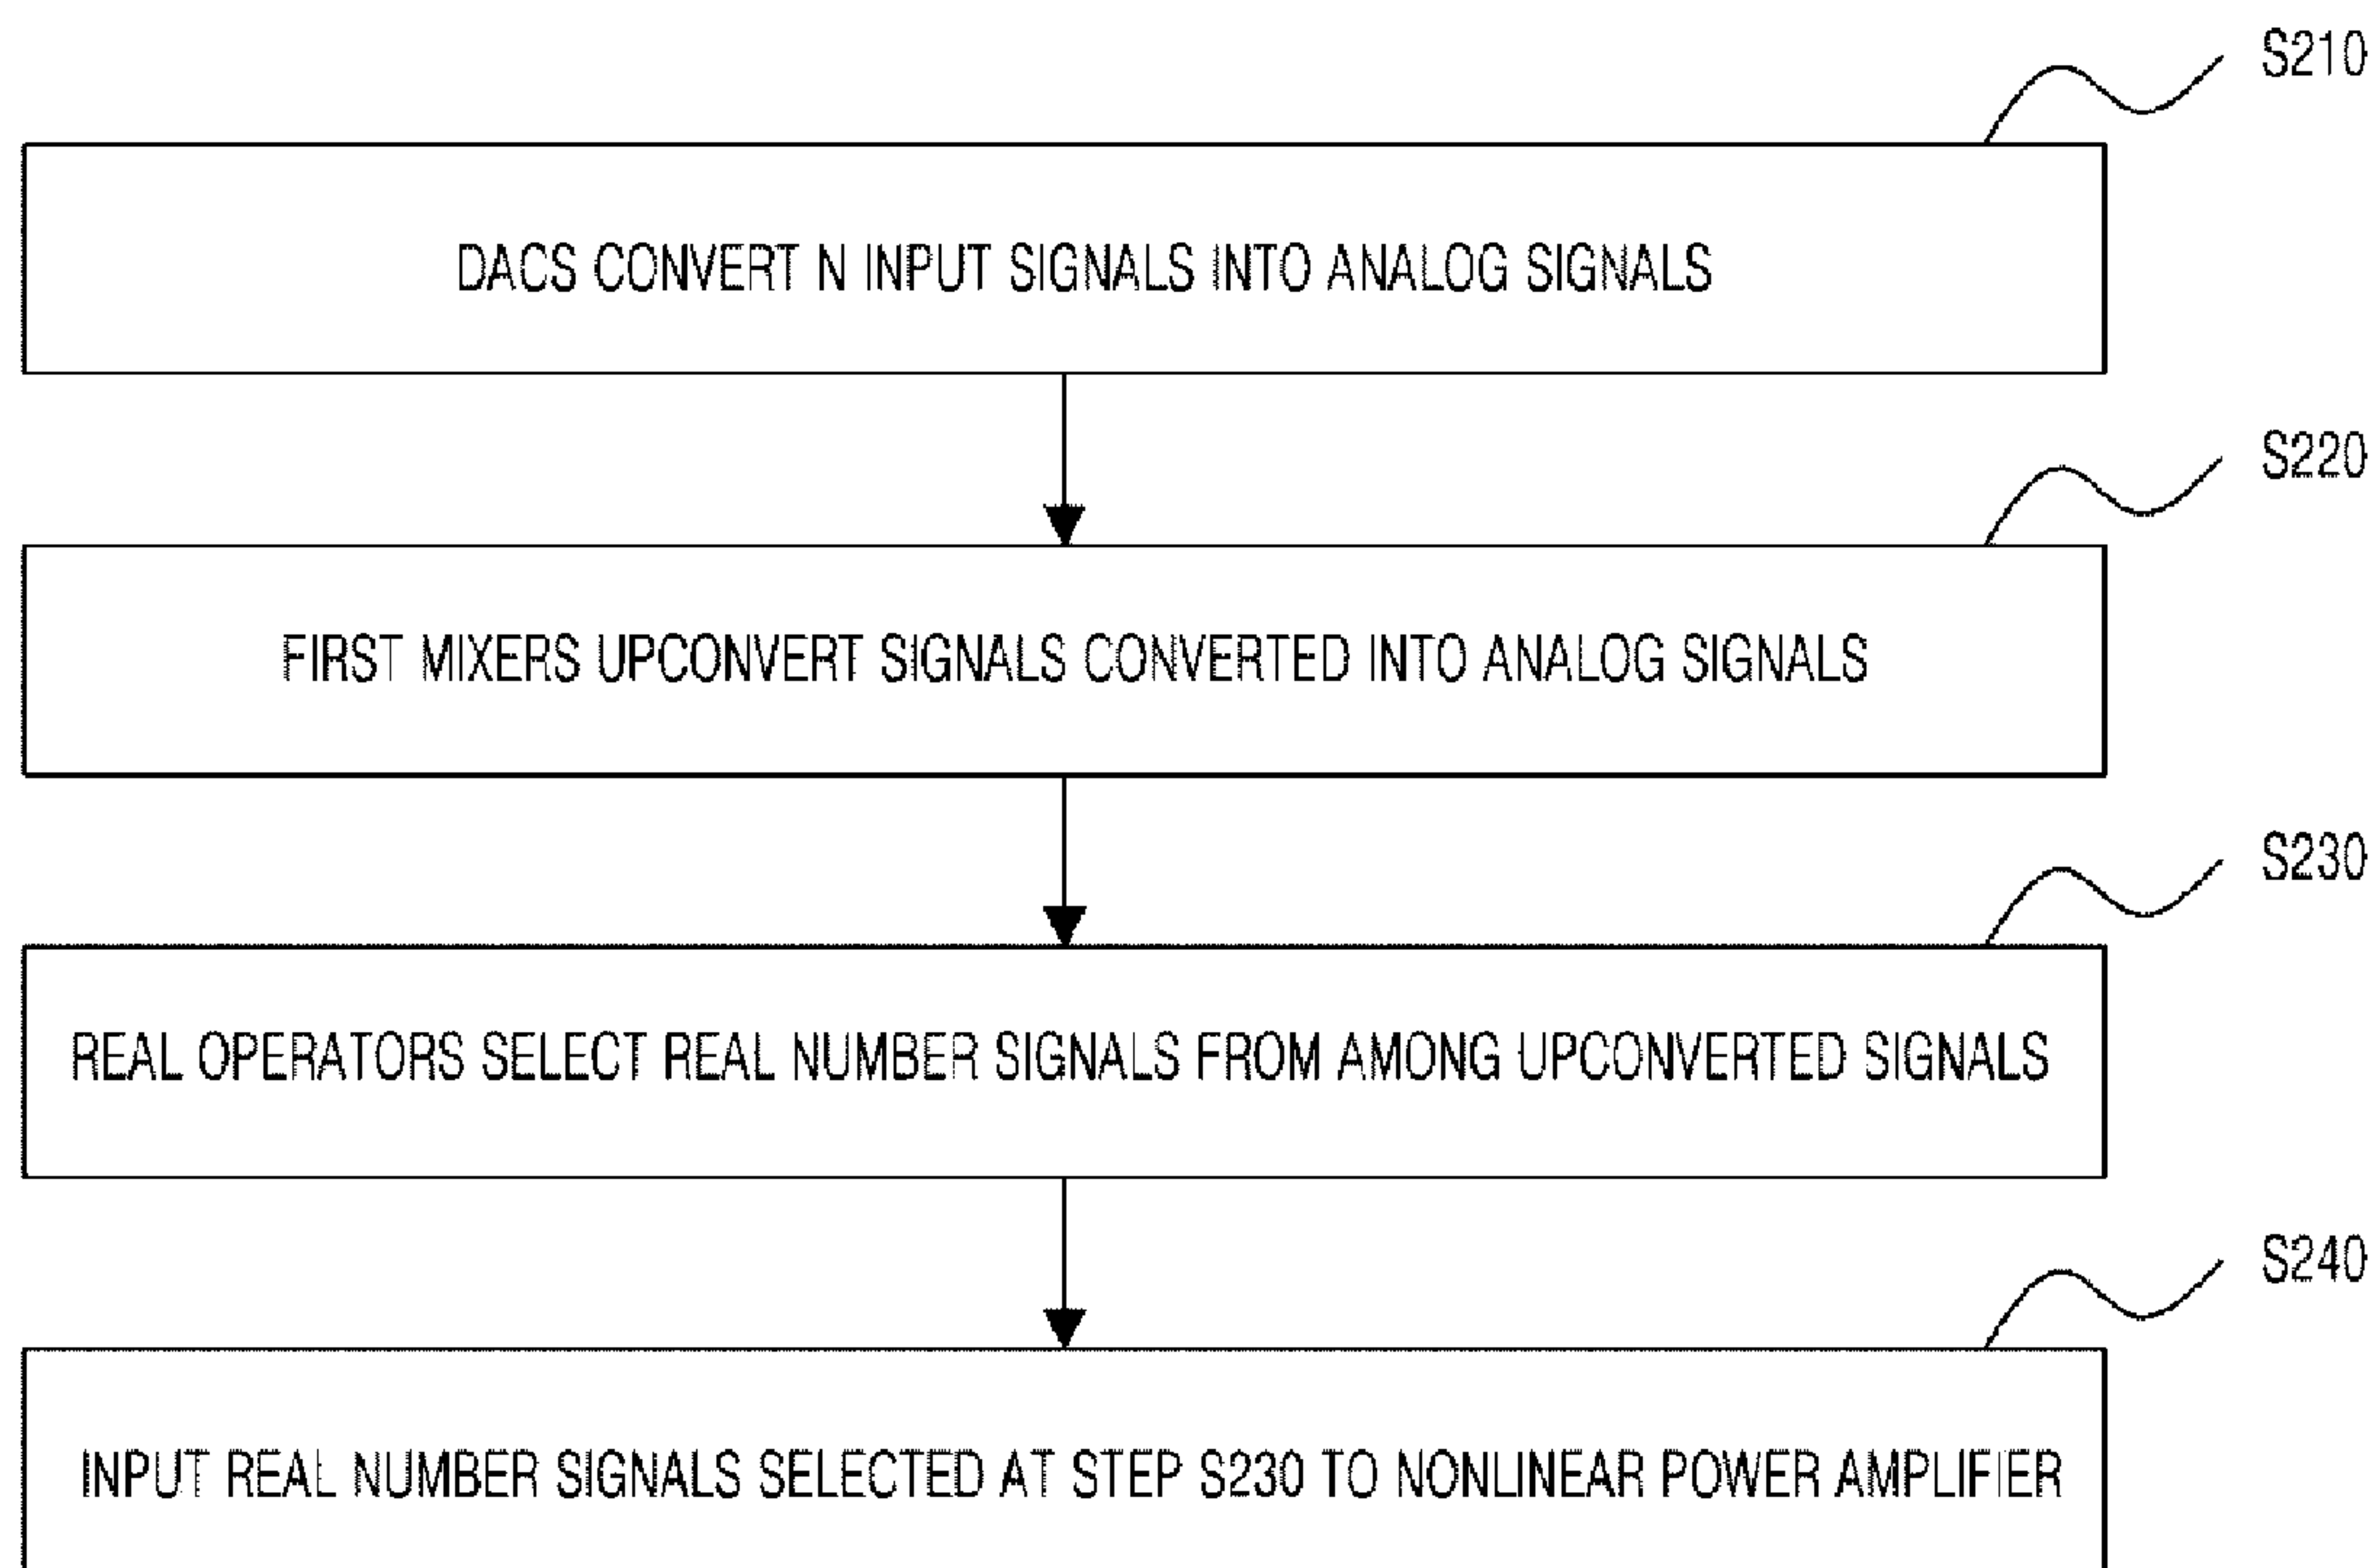 S210
DACS CONVERT N INPUT SIGNALS INTO ANALOG SIGNALS
S220
FIRST MIXERS UPCONVERT SIGNALS CONVERTED INTO ANALOG SIGNALS
S230
REAL OPERATORS SELECT REAL NUMBER SIGNALS FROM AMONG UPCONVERTED SIGNALS
S240
INPUT REAL NUMBER SIGNALS SELECTED AT STEP S230 TO NONLINEAR POWER AMPLIFIER